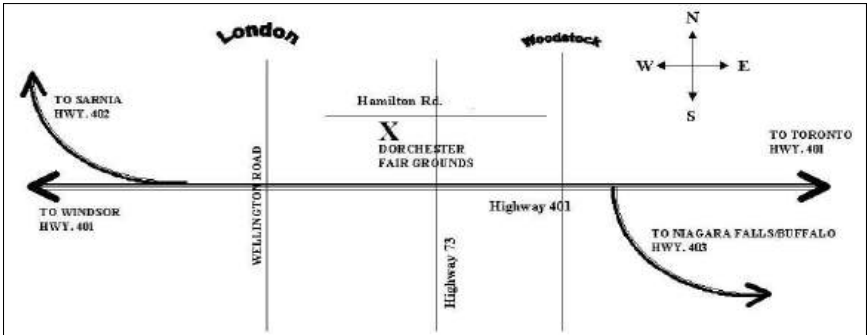 London
Woodstock
N
W
E
S
TO SARNIA
HWY. 402
Hamilton Rd.
X
DORCHESTER
FAIR GROUNDS
TO TORONTO
HWY. 401
WELLINGTON ROAD
TO WINDSOR
HWY. 401
Highway 401
Highway 73
TO NIAGARA FALLS/BUFFALO
HWY. 403